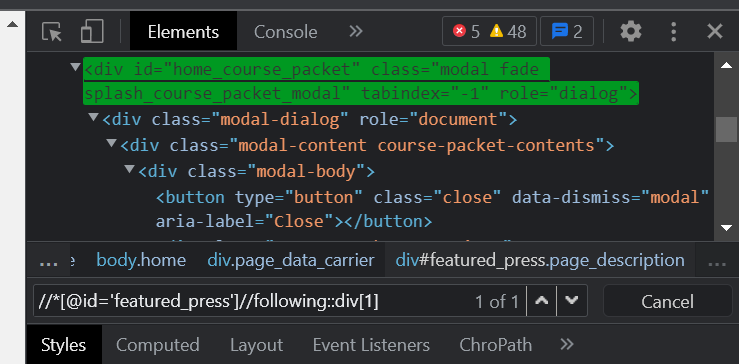 Elements Console » 5 48 2
<div id="home_course_packet" class="modal fade
splash_course_packet_modal" tabindex="-1" role="dialog">
<div class="modal-dialog" role="document">
<div class="modal-content course-packet-contents">
<div class="modal-body">
<button type="button" class="close" data-dismiss="modal"
aria-label="Close"></button>
... e body.home div.page_data_carrier div#featured_press.page_description ...
//*[@id='featured_press']//following::div[1] 1 of 1 Cancel
Styles Computed Layout Event Listeners ChroPath »